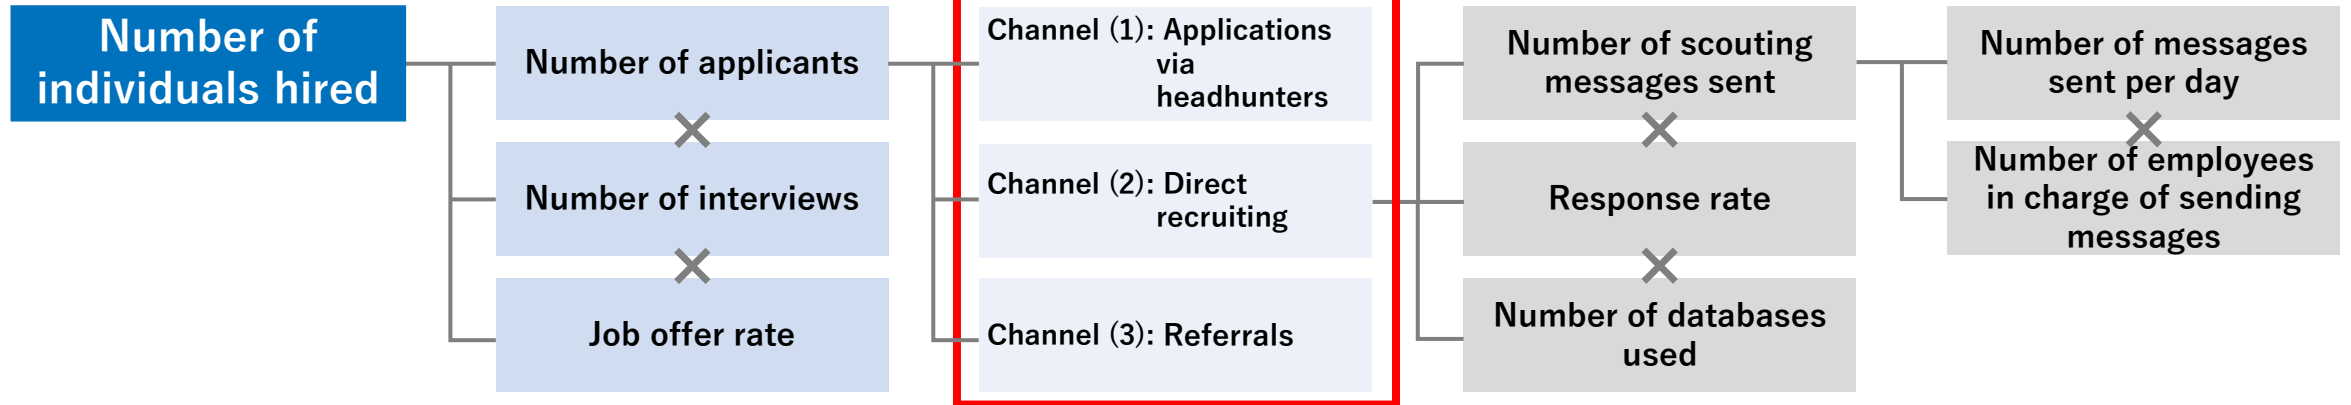 Number of
individuals hired
Number of applicants
×
Number of interviews
×
Job offer rate
Channel (1): Applications
via
headhunters
Channel (2): Direct
recruiting
Channel (3): Referrals
Number of scouting
messages sent
×
Response rate
×
Number of databases
used
Number of messages
sent per day
×
Number of employees
in charge of sending
messages